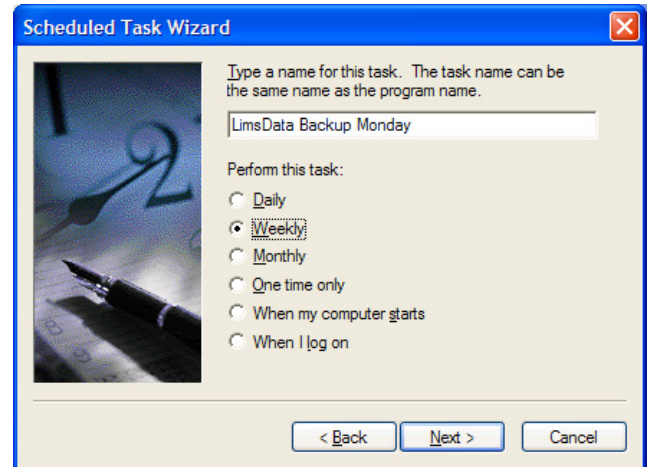 Scheduled Task Wizard
Type a name for this task. The task name can be
the same name as the program name.
LimsData Backup Monday
Perform this task:
Daily
Weekly
Monthly
One time only
When my computer starts
When I log on
< Back
Next >
Cancel